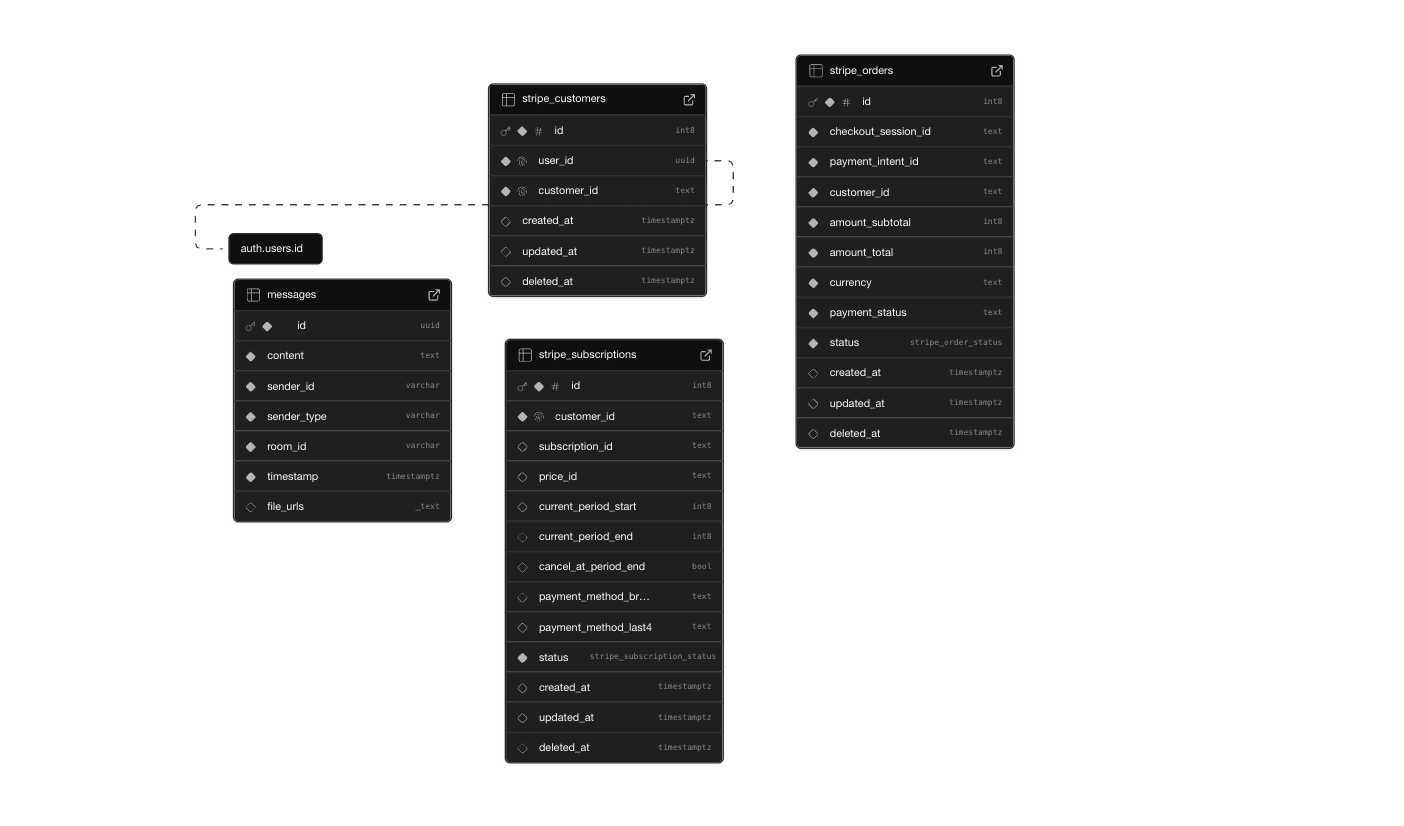 stripe_customers
# id int8
user_id uuid
customer_id text
created_at timestamptz
updated_at timestamptz
deleted_at timestamptz
auth.users.id
messages
id uuid
content text
sender_id varchar
sender_type varchar
room_id varchar
timestamp timestamptz
file_urls _text
stripe_subscriptions
# id int8
customer_id text
subscription_id text
price_id text
current_period_start int8
current_period_end int8
cancel_at_period_end bool
payment_method_br... text
payment_method_last4 text
status stripe_subscription_status
created_at timestamptz
updated_at timestamptz
deleted_at timestamptz
stripe_orders
# id int8
checkout_session_id text
payment_intent_id text
customer_id text
amount_subtotal int8
amount_total int8
currency text
payment_status text
status stripe_order_status
created_at timestamptz
updated_at timestamptz
deleted_at timestamptz